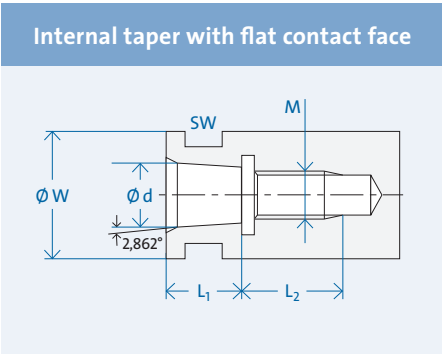 Internal taper with flat contact face
M
SW
Ø W
Ø d
2,862°
L₁
L₂